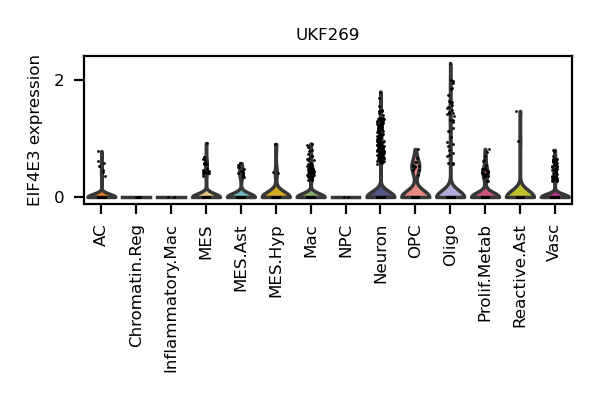 UKF269
EIF4E3 expression
2
0
AC
Chromatin.Reg
Inflammatory.Mac
MES
MES.Ast
MES.Hyp
Mac
NPC
Neuron
OPC
Oligo
Prolif.Metab
Reactive.Ast
Vasc